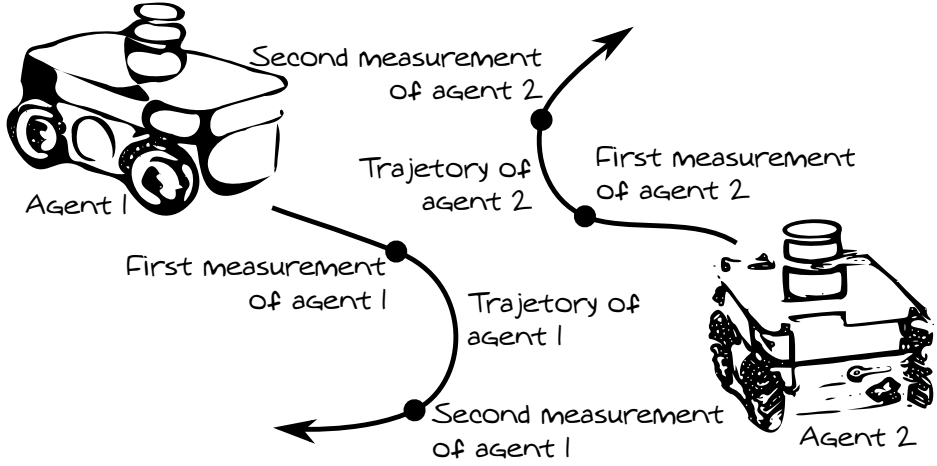 Second measurement
of agent 2
Trajetory of
agent 2
First measurement
of agent 2
Agent 1
First measurement
of agent 1
Trajetory of
agent 1
Second measurement
of agent 1
Agent 2